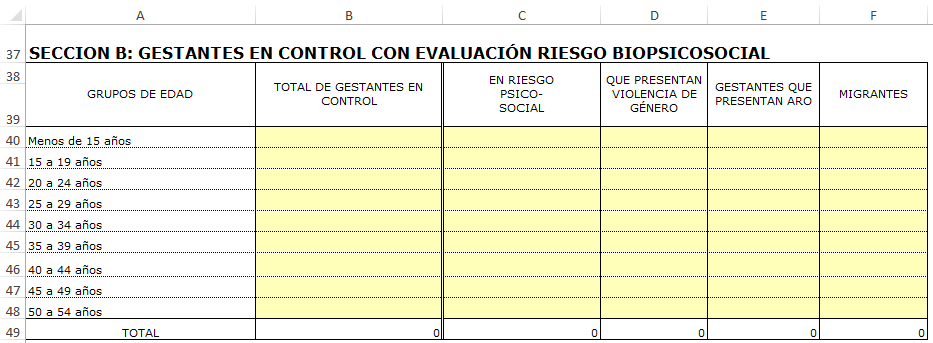 A B C D E F
37 SECCION B: GESTANTES EN CONTROL CON EVALUACIÓN RIESGO BIOPSICOSOCIAL
38
39
GRUPOS DE EDAD
TOTAL DE GESTANTES EN
CONTROL
EN RIESGO
PSICO-
SOCIAL
QUE PRESENTAN
VIOLENCIA DE
GÉNERO
GESTANTES QUE
PRESENTAN ARO
MIGRANTES
40 Menos de 15 años
41 15 a 19 años
42 20 a 24 años
43 25 a 29 años
44 30 a 34 años
45 35 a 39 años
46 40 a 44 años
47 45 a 49 años
48 50 a 54 años
49 TOTAL 0 0 0 0 0